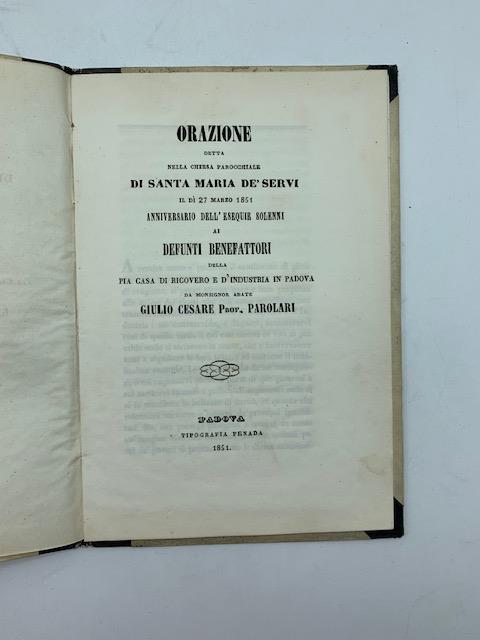 ORAZIONE
DETTA
NELLA CHIESA PAROCCHIALE
DI SANTA MARIA DE' SERVI
IL DÌ 27 MARZO 1851
ANNIVERSARIO DELL'ESEQUIE SOLENNI
AI
DEFUNTI BENEFATTORI
DELLA
PIA CASA DI RICOVERO E D'INDUSTRIA IN PADOVA
DA MONSIGNOR ABATE
GIULIO CESARE PROF. PAROLARI
PADOVA
TIPOGRAFIA PENADA
1851.